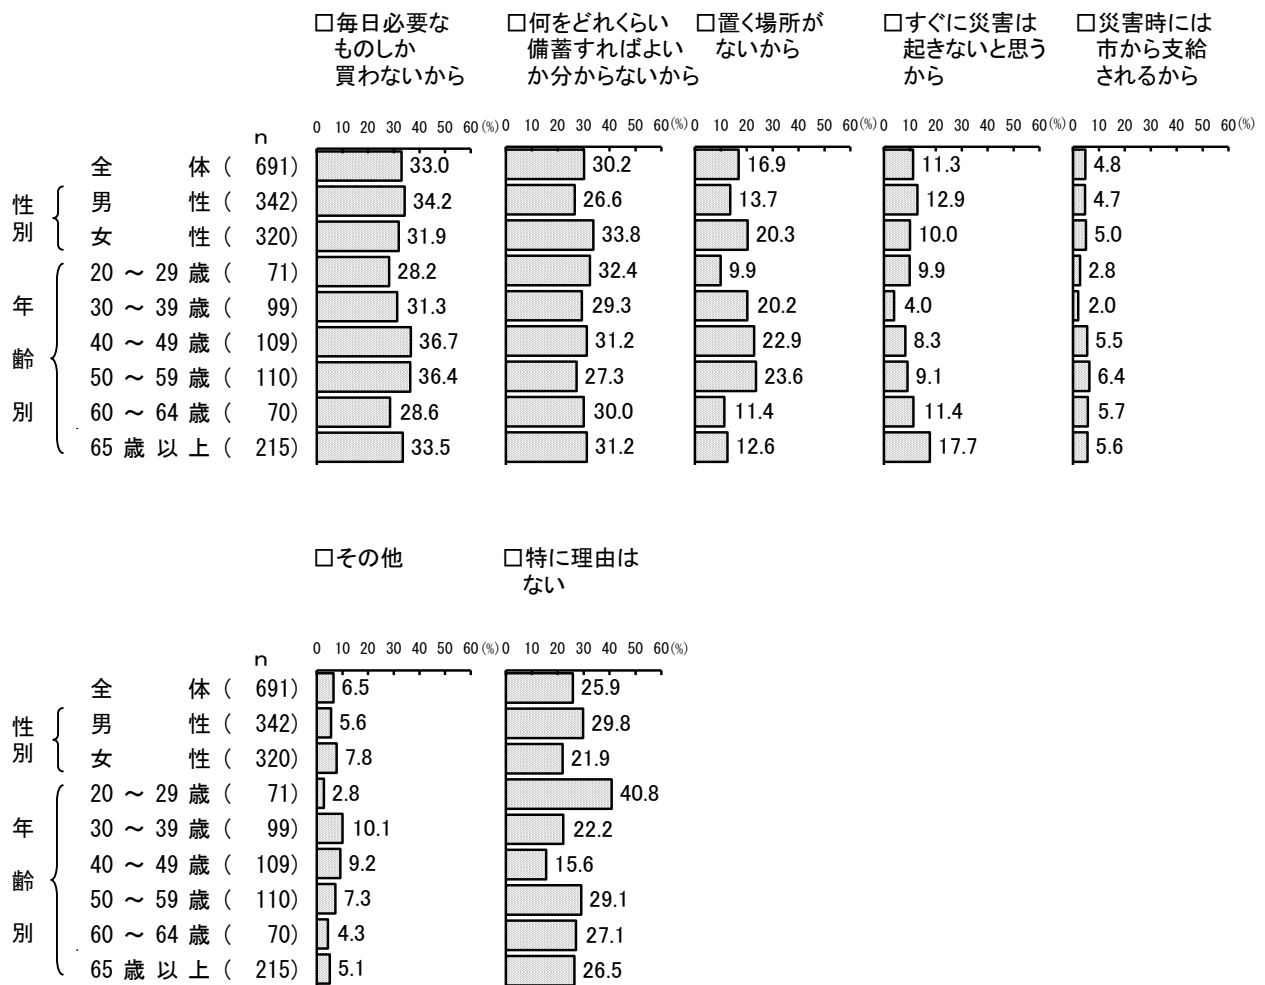 □毎日必要な
ものしか
買わないから
□何をどれくらい
備蓄すればよい
か分からないから
□置く場所が
ないから
□すぐに災害は
起きないと思う
から
□災害時には
市から支給
されるから
n
0 10 20 30 40 50 60(%) 0 10 20 30 40 50 60(%) 0 10 20 30 40 50 60(%) 0 10 20 30 40 50 60(%) 0 10 20 30 40 50 60(%)
全体( 691) 33.0 30.2 16.9 11.3 4.8
性別
男性( 342) 34.2 26.6 13.7 12.9 4.7
女性( 320) 31.9 33.8 20.3 10.0 5.0
年齢別
20 ~ 29 歳( 71) 28.2 32.4 9.9 9.9 2.8
30 ~ 39 歳( 99) 31.3 29.3 20.2 4.0 2.0
40 ~ 49 歳( 109) 36.7 31.2 22.9 8.3 5.5
50 ~ 59 歳( 110) 36.4 27.3 23.6 9.1 6.4
60 ~ 64 歳( 70) 28.6 30.0 11.4 11.4 5.7
65 歳以上( 215) 33.5 31.2 12.6 17.7 5.6
□その他
□特に理由は
ない
n
0 10 20 30 40 50 60(%) 0 10 20 30 40 50 60(%)
全体( 691) 6.5 25.9
性別
男性( 342) 5.6 29.8
女性( 320) 7.8 21.9
年齢別
20 ~ 29 歳( 71) 2.8 40.8
30 ~ 39 歳( 99) 10.1 22.2
40 ~ 49 歳( 109) 9.2 15.6
50 ~ 59 歳( 110) 7.3 29.1
60 ~ 64 歳( 70) 4.3 27.1
65 歳以上( 215) 5.1 26.5